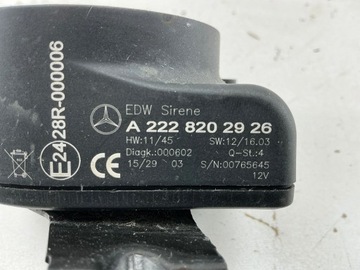 EDW Sirene
A 222 820 29 26
HW:11/45 SW:12/16.03
Diagk.:000602 Q-St.:4
15/29 03 S/N:00765645
12V
CE
E24 28R-000006